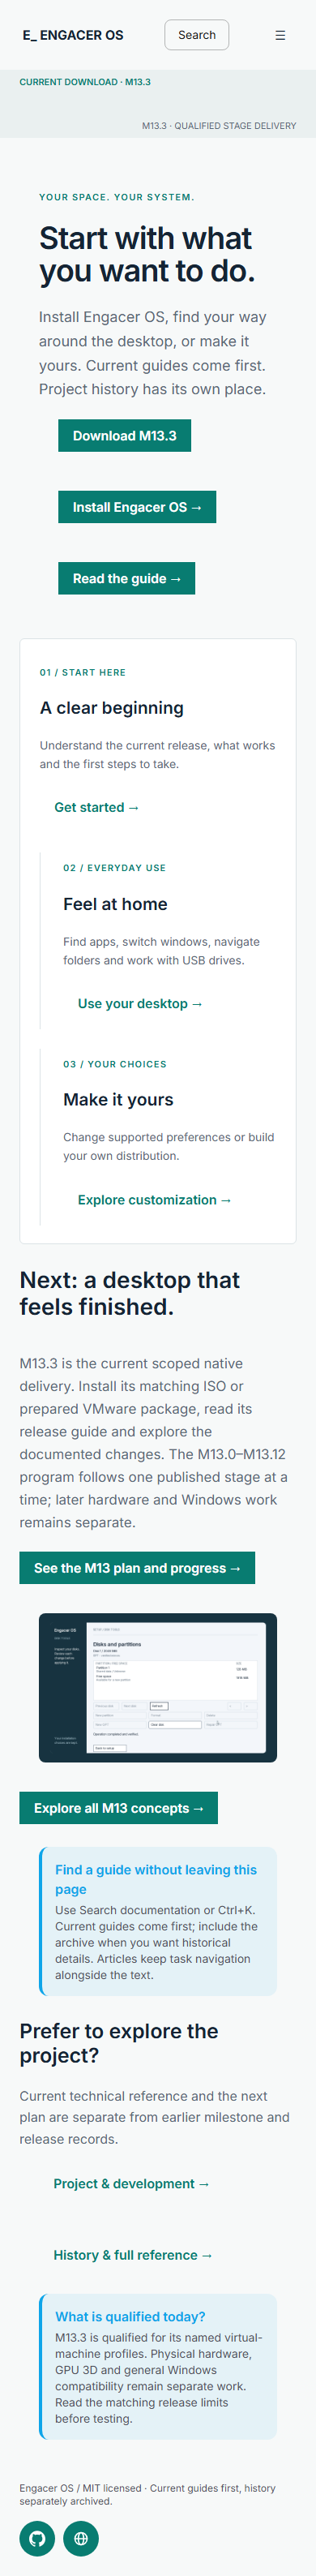 E_ ENGACER OS
Search
☰
CURRENT DOWNLOAD · M13.3
M13.3 · QUALIFIED STAGE DELIVERY
YOUR SPACE. YOUR SYSTEM.
Start with what
you want to do.
Install Engacer OS, find your way
around the desktop, or make it
yours. Current guides come first.
Project history has its own place.
Download M13.3
Install Engacer OS →
Read the guide →
01 / START HERE
A clear beginning
Understand the current release, what works
and the first steps to take.
Get started →
02 / EVERYDAY USE
Feel at home
Find apps, switch windows, navigate
folders and work with USB drives.
Use your desktop →
03 / YOUR CHOICES
Make it yours
Change supported preferences or build
your own distribution.
Explore customization →
Next: a desktop that
feels finished.
M13.3 is the current scoped native
delivery. Install its matching ISO or
prepared VMware package, read its
release guide and explore the
documented changes. The M13.0–M13.12
program follows one published stage at a
time; later hardware and Windows work
remains separate.
See the M13 plan and progress →
Engacer OS
Disks and partitions
Explore all M13 concepts →
Find a guide without leaving this
page
Use Search documentation or Ctrl+K.
Current guides come first; include the
archive when you want historical
details. Articles keep task navigation
alongside the text.
Prefer to explore the
project?
Current technical reference and the next
plan are separate from earlier milestone and
release records.
Project & development →
History & full reference →
What is qualified today?
M13.3 is qualified for its named virtual-
machine profiles. Physical hardware,
GPU 3D and general Windows
compatibility remain separate work.
Read the matching release limits
before testing.
Engacer OS / MIT licensed · Current guides first, history
separately archived.